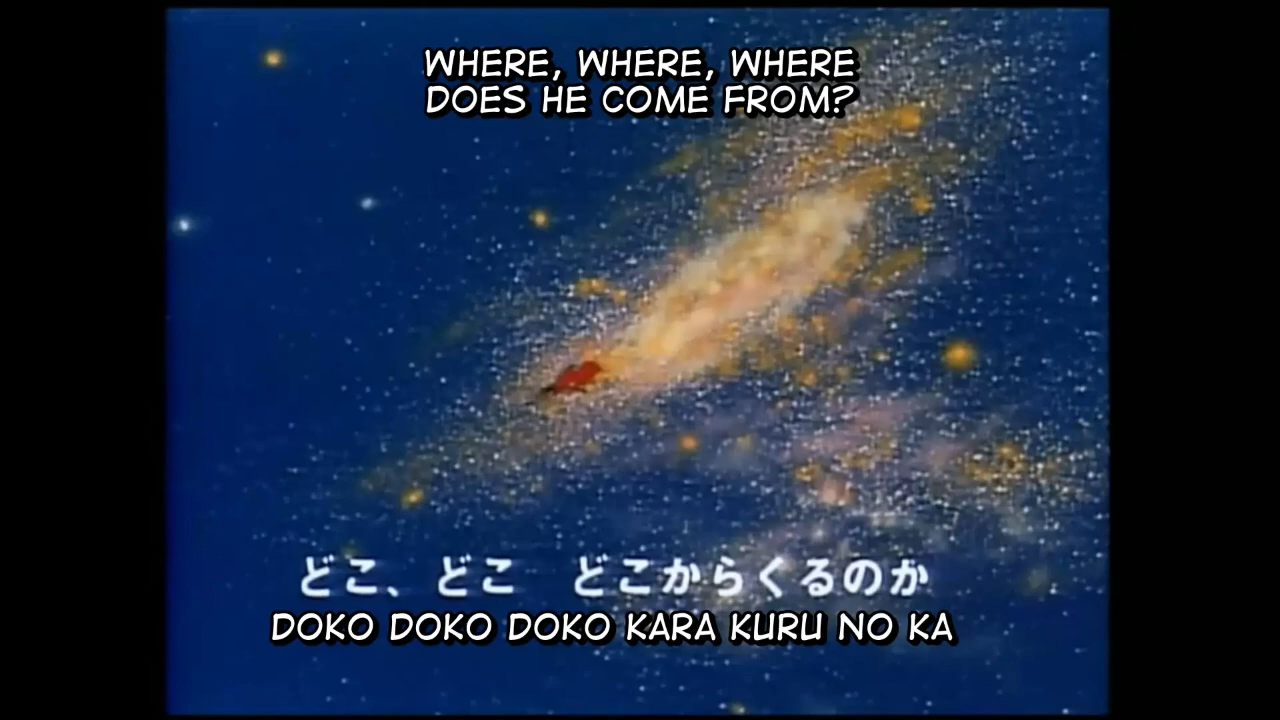 WHERE, WHERE, WHERE
DOES HE COME FROM?
どこ、どこ　どこからくるのか
DOKO DOKO DOKO KARA KURU NO KA